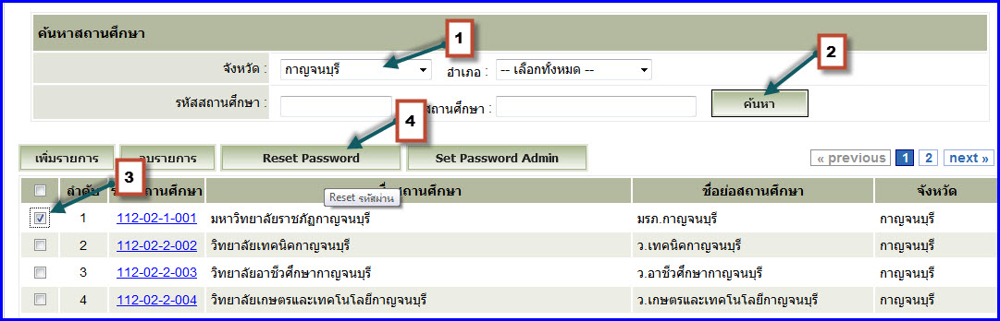 ค้นหาสถานศึกษา
1
2
จังหวัด : กาญจนบุรี อำเภอ : -- เลือกทั้งหมด --
รหัสสถานศึกษา : สถานศึกษา : ค้นหา
4
เพิ่มรายการ ลบรายการ Reset Password Set Password Admin « previous 1 2 next »
3
ลำดับ สถานศึกษา สถานศึกษา ชื่อย่อสถานศึกษา จังหวัด
Reset รหัสผ่าน
1 112-02-1-001 มหาวิทยาลัยราชภัฏกาญจนบุรี มรภ.กาญจนบุรี กาญจนบุรี
2 112-02-2-002 วิทยาลัยเทคนิคกาญจนบุรี ว.เทคนิคกาญจนบุรี กาญจนบุรี
3 112-02-2-003 วิทยาลัยอาชีวศึกษากาญจนบุรี ว.อาชีวศึกษากาญจนบุรี กาญจนบุรี
4 112-02-2-004 วิทยาลัยเกษตรและเทคโนโลยีกาญจนบุรี ว.เกษตรและเทคโนโลยีกาญจนบุรี กาญจนบุรี